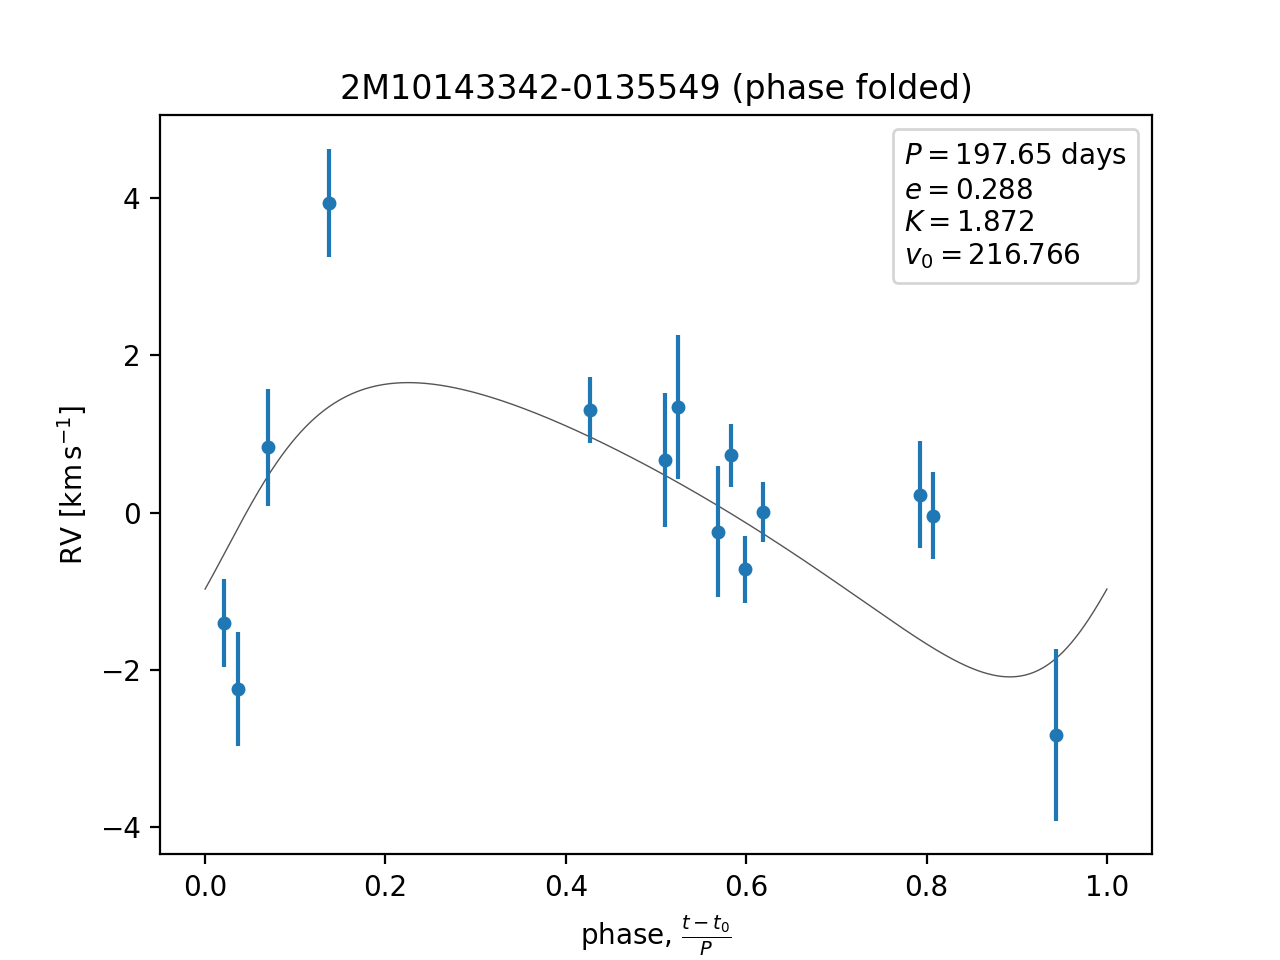 2M10143342-0135549 (phase folded)
P = 197.65 days
e = 0.288
K = 1.872
v₀ = 216.766
RV [km s⁻¹]
4
2
0
−2
−4
0.0 0.2 0.4 0.6 0.8 1.0
phase, (t − t₀)/P